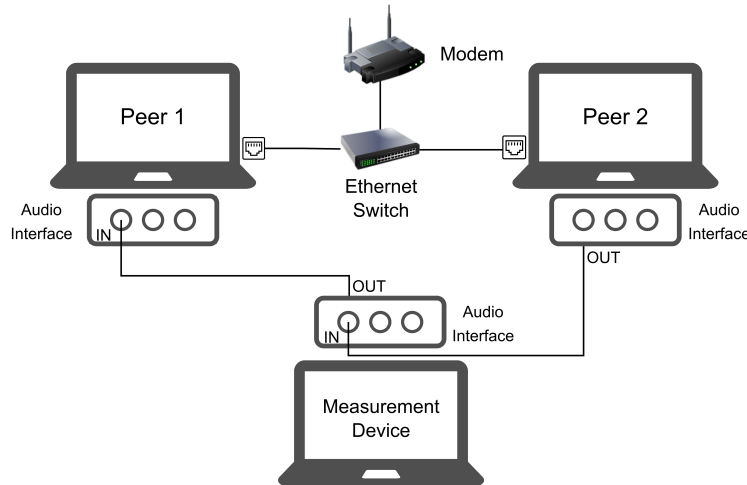 Modem
Peer 1
Peer 2
Ethernet
Switch
Audio
Interface
IN
Audio
Interface
OUT
OUT
Audio
Interface
IN
Measurement
Device